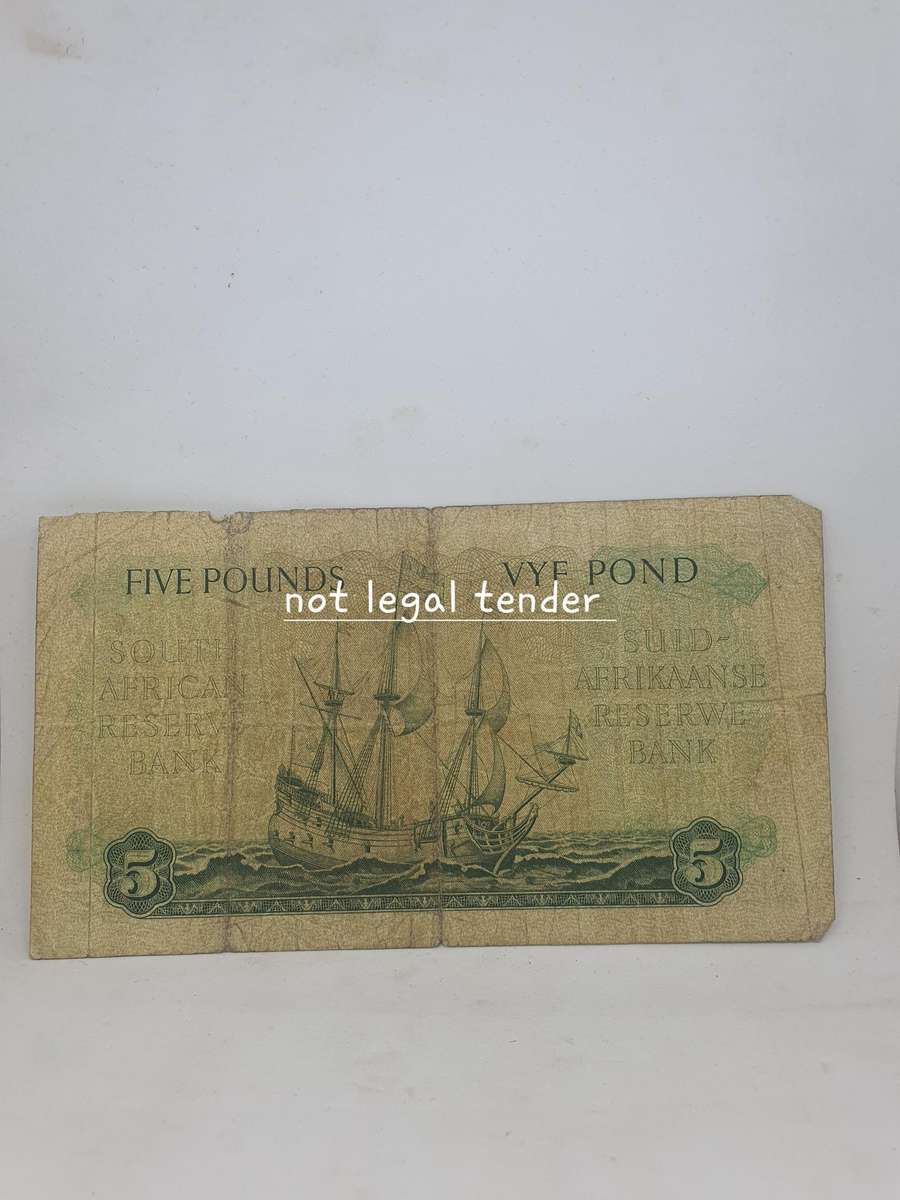 FIVE POUNDS
VYF POND
not legal tender
SOUTH
AFRICAN
RESERVE
BANK
SUID-
AFRIKAANSE
RESERWE-
BANK
5
5